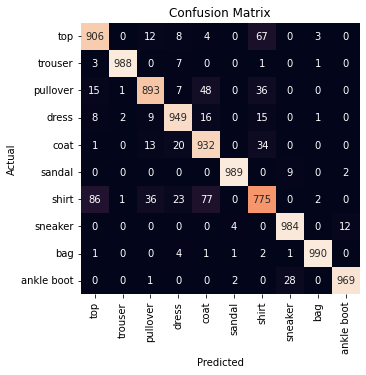 Confusion Matrix
Actual
top 906 0 12 8 4 0 67 0 3 0
trouser 3 988 0 7 0 0 1 0 1 0
pullover 15 1 893 7 48 0 36 0 0 0
dress 8 2 9 949 16 0 15 0 1 0
coat 1 0 13 20 932 0 34 0 0 0
sandal 0 0 0 0 0 989 0 9 0 2
shirt 86 1 36 23 77 0 775 0 2 0
sneaker 0 0 0 0 0 4 0 984 0 12
bag 1 0 0 4 1 1 2 1 990 0
ankle boot 0 0 1 0 0 2 0 28 0 969
top trouser pullover dress coat sandal shirt sneaker bag ankle boot
Predicted